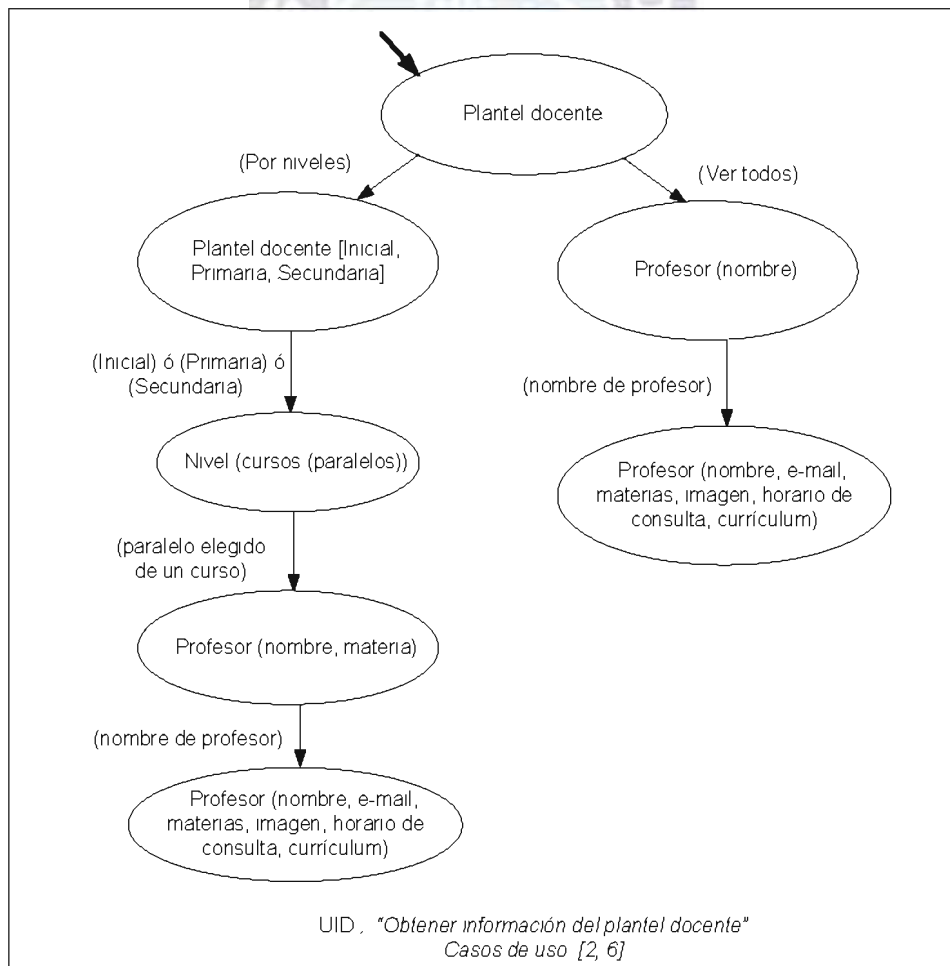 Plantel docente
(Por niveles)
(Ver todos)
Plantel docente [Inicial,
Primaria, Secundaria]
Profesor (nombre)
(Inicial) ó (Primaria) ó
(Secundaria)
(nombre de profesor)
Nivel (cursos (paralelos))
Profesor (nombre, e-mail,
materias, imagen, horario de
consulta, currículum)
(paralelo elegido
de un curso)
Profesor (nombre, materia)
(nombre de profesor)
Profesor (nombre, e-mail,
materias, imagen, horario de
consulta, currículum)
UID. "Obtener información del plantel docente"
Casos de uso [2, 6]